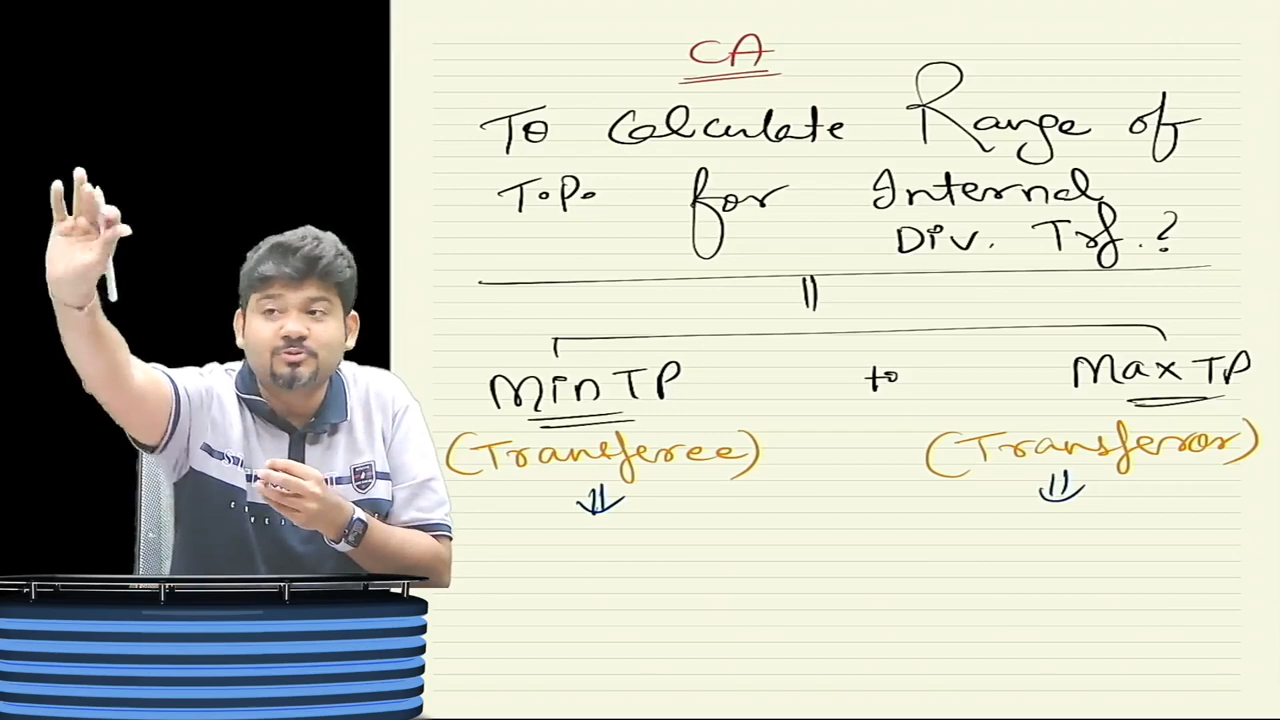 CA
To Calculate Range of
T.P. for Internal
Div. Trf.?
Min TP to Max TP
(Transferee) (Transferor)